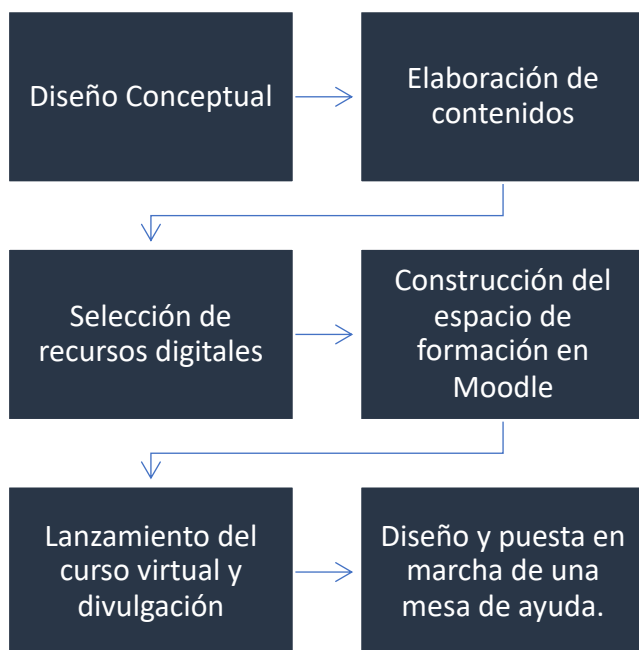 Diseño Conceptual
Elaboración de
contenidos
Selección de
recursos digitales
Construcción del
espacio de
formación en
Moodle
Lanzamiento del
curso virtual y
divulgación
Diseño y puesta en
marcha de una
mesa de ayuda.